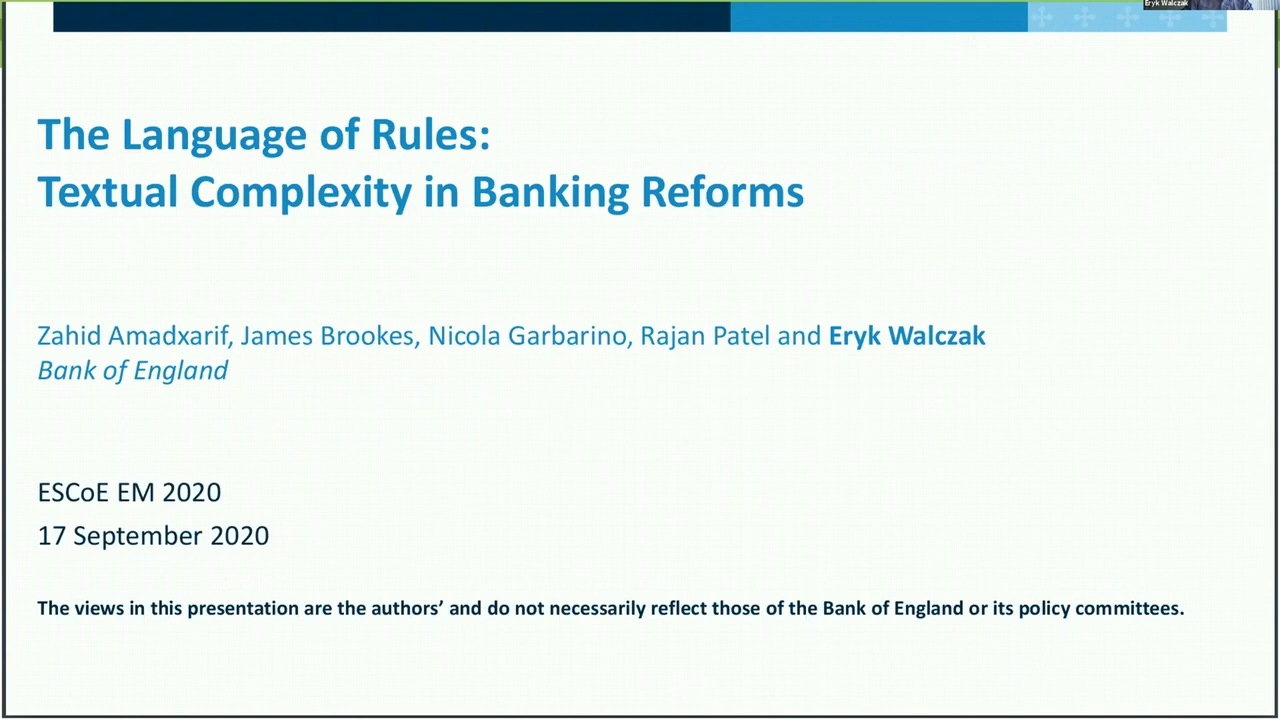 Eryk Walczak
The Language of Rules:
Textual Complexity in Banking Reforms
Zahid Amadxarif, James Brookes, Nicola Garbarino, Rajan Patel and Eryk Walczak
Bank of England
ESCoE EM 2020
17 September 2020
The views in this presentation are the authors’ and do not necessarily reflect those of the Bank of England or its policy committees.